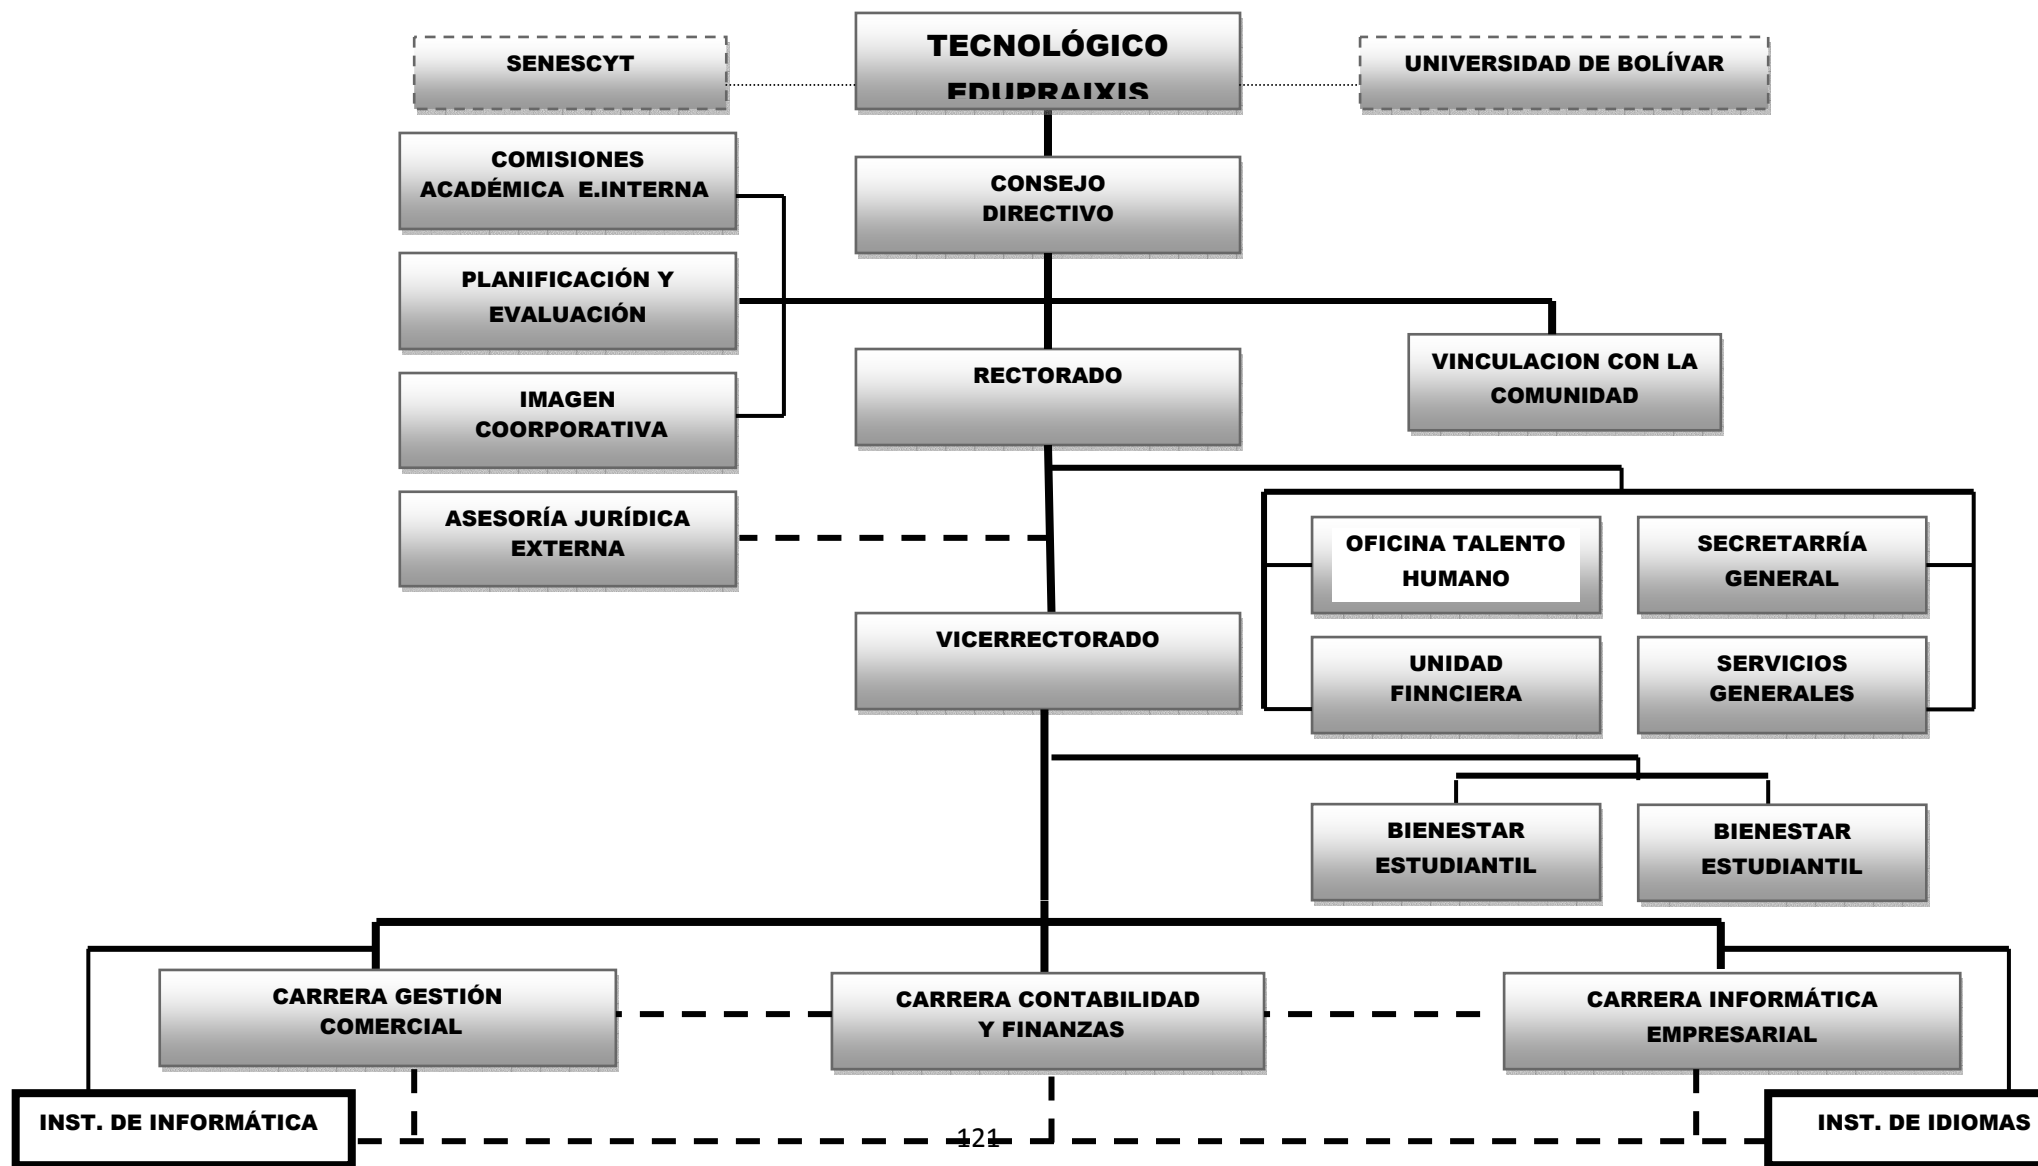 TECNOLÓGICO
EDUPRAIXIS
SENESCYT
UNIVERSIDAD DE BOLÍVAR
COMISIONES
ACADÉMICA E.INTERNA
CONSEJO
DIRECTIVO
PLANIFICACIÓN Y
EVALUACIÓN
RECTORADO
VINCULACION CON LA
COMUNIDAD
IMAGEN
COORPORATIVA
ASESORÍA JURÍDICA
EXTERNA
OFICINA TALENTO
HUMANO
SECRETARRÍA
GENERAL
VICERRECTORADO
UNIDAD
FINNCIERA
SERVICIOS
GENERALES
BIENESTAR
ESTUDIANTIL
BIENESTAR
ESTUDIANTIL
CARRERA GESTIÓN
COMERCIAL
CARRERA CONTABILIDAD
Y FINANZAS
CARRERA INFORMÁTICA
EMPRESARIAL
INST. DE INFORMÁTICA
INST. DE IDIOMAS
121